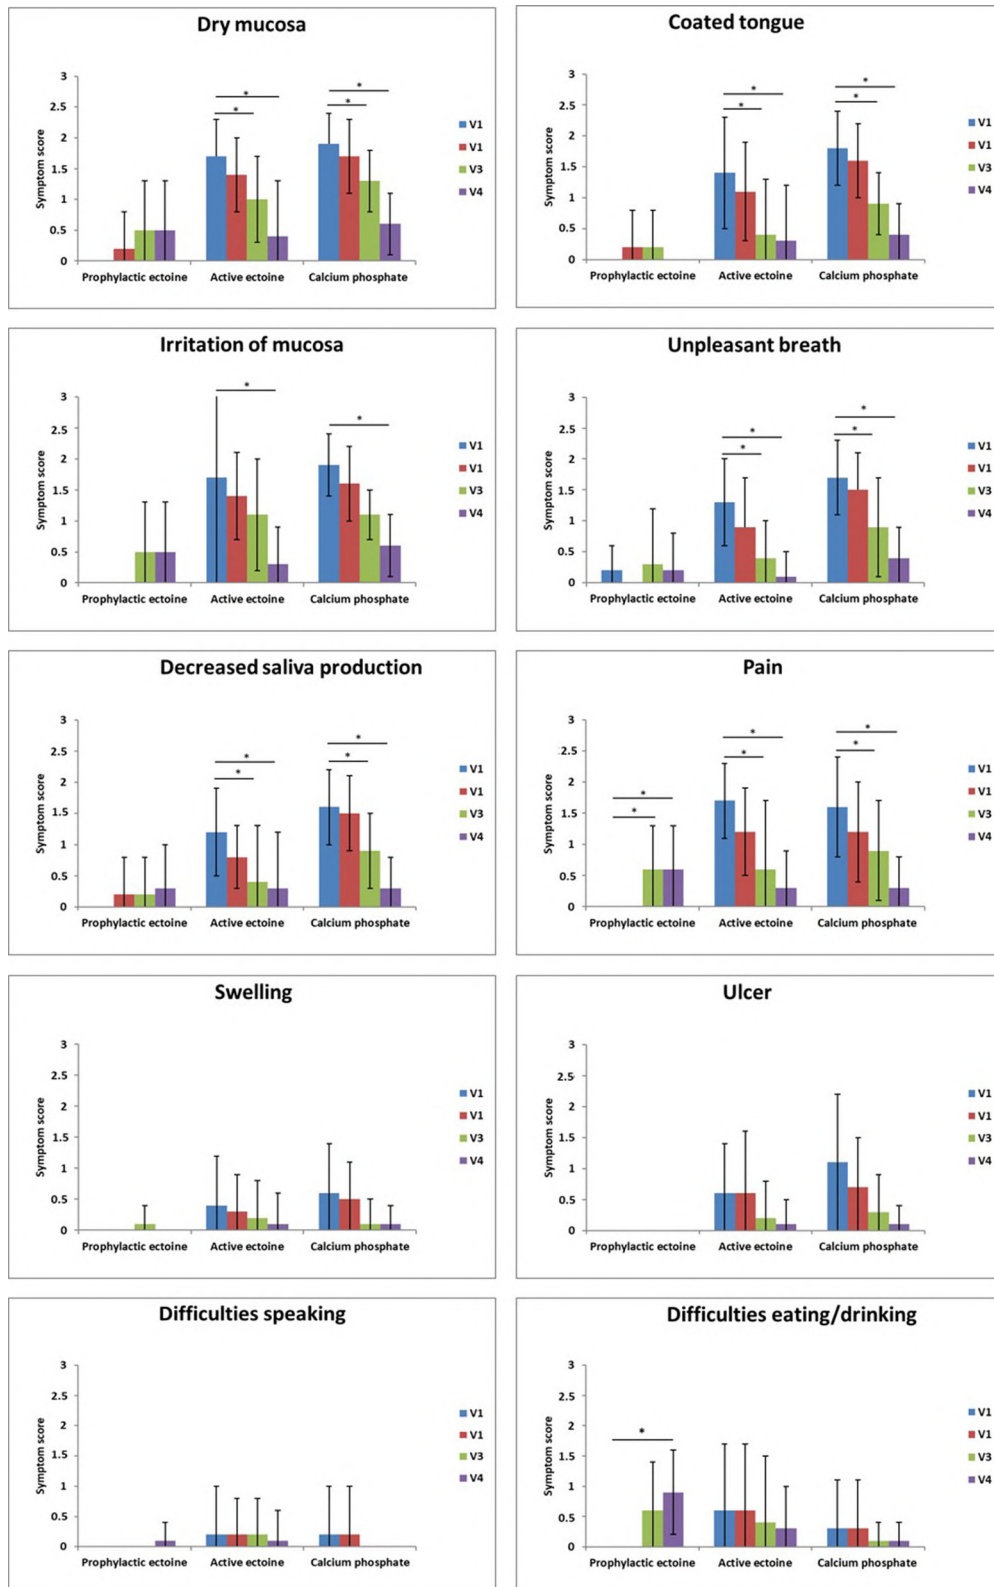 Dry mucosa
3
2.5
2
1.5
1
0.5
0
Symptom score
* * * *
Prophylactic ectoine Active ectoine Calcium phosphate
V1
V1
V3
V4
Coated tongue
3
2.5
2
1.5
1
0.5
0
Symptom score
* * * *
Prophylactic ectoine Active ectoine Calcium phosphate
V1
V1
V3
V4
Irritation of mucosa
3
2.5
2
1.5
1
0.5
0
Symptom score
* *
Prophylactic ectoine Active ectoine Calcium phosphate
V1
V1
V3
V4
Unpleasant breath
3
2.5
2
1.5
1
0.5
0
Symptom score
* * * *
Prophylactic ectoine Active ectoine Calcium phosphate
V1
V1
V3
V4
Decreased saliva production
3
2.5
2
1.5
1
0.5
0
Symptom score
* * * *
Prophylactic ectoine Active ectoine Calcium phosphate
V1
V1
V3
V4
Pain
3
2.5
2
1.5
1
0.5
0
Symptom score
* * * * * *
Prophylactic ectoine Active ectoine Calcium phosphate
V1
V1
V3
V4
Swelling
3
2.5
2
1.5
1
0.5
0
Symptom score
Prophylactic ectoine Active ectoine Calcium phosphate
V1
V1
V3
V4
Ulcer
3
2.5
2
1.5
1
0.5
0
Symptom score
Prophylactic ectoine Active ectoine Calcium phosphate
V1
V1
V3
V4
Difficulties speaking
3
2.5
2
1.5
1
0.5
0
Symptom score
Prophylactic ectoine Active ectoine Calcium phosphate
V1
V1
V3
V4
Difficulties eating/drinking
3
2.5
2
1.5
1
0.5
0
Symptom score
*
Prophylactic ectoine Active ectoine Calcium phosphate
V1
V1
V3
V4